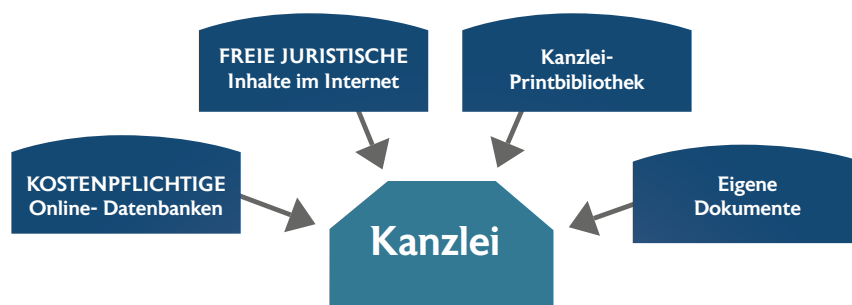 FREIE JURISTISCHE
Inhalte im Internet
Kanzlei-
Printbibliothek
KOSTENPFLICHTIGE
Online- Datenbanken
Eigene
Dokumente
Kanzlei